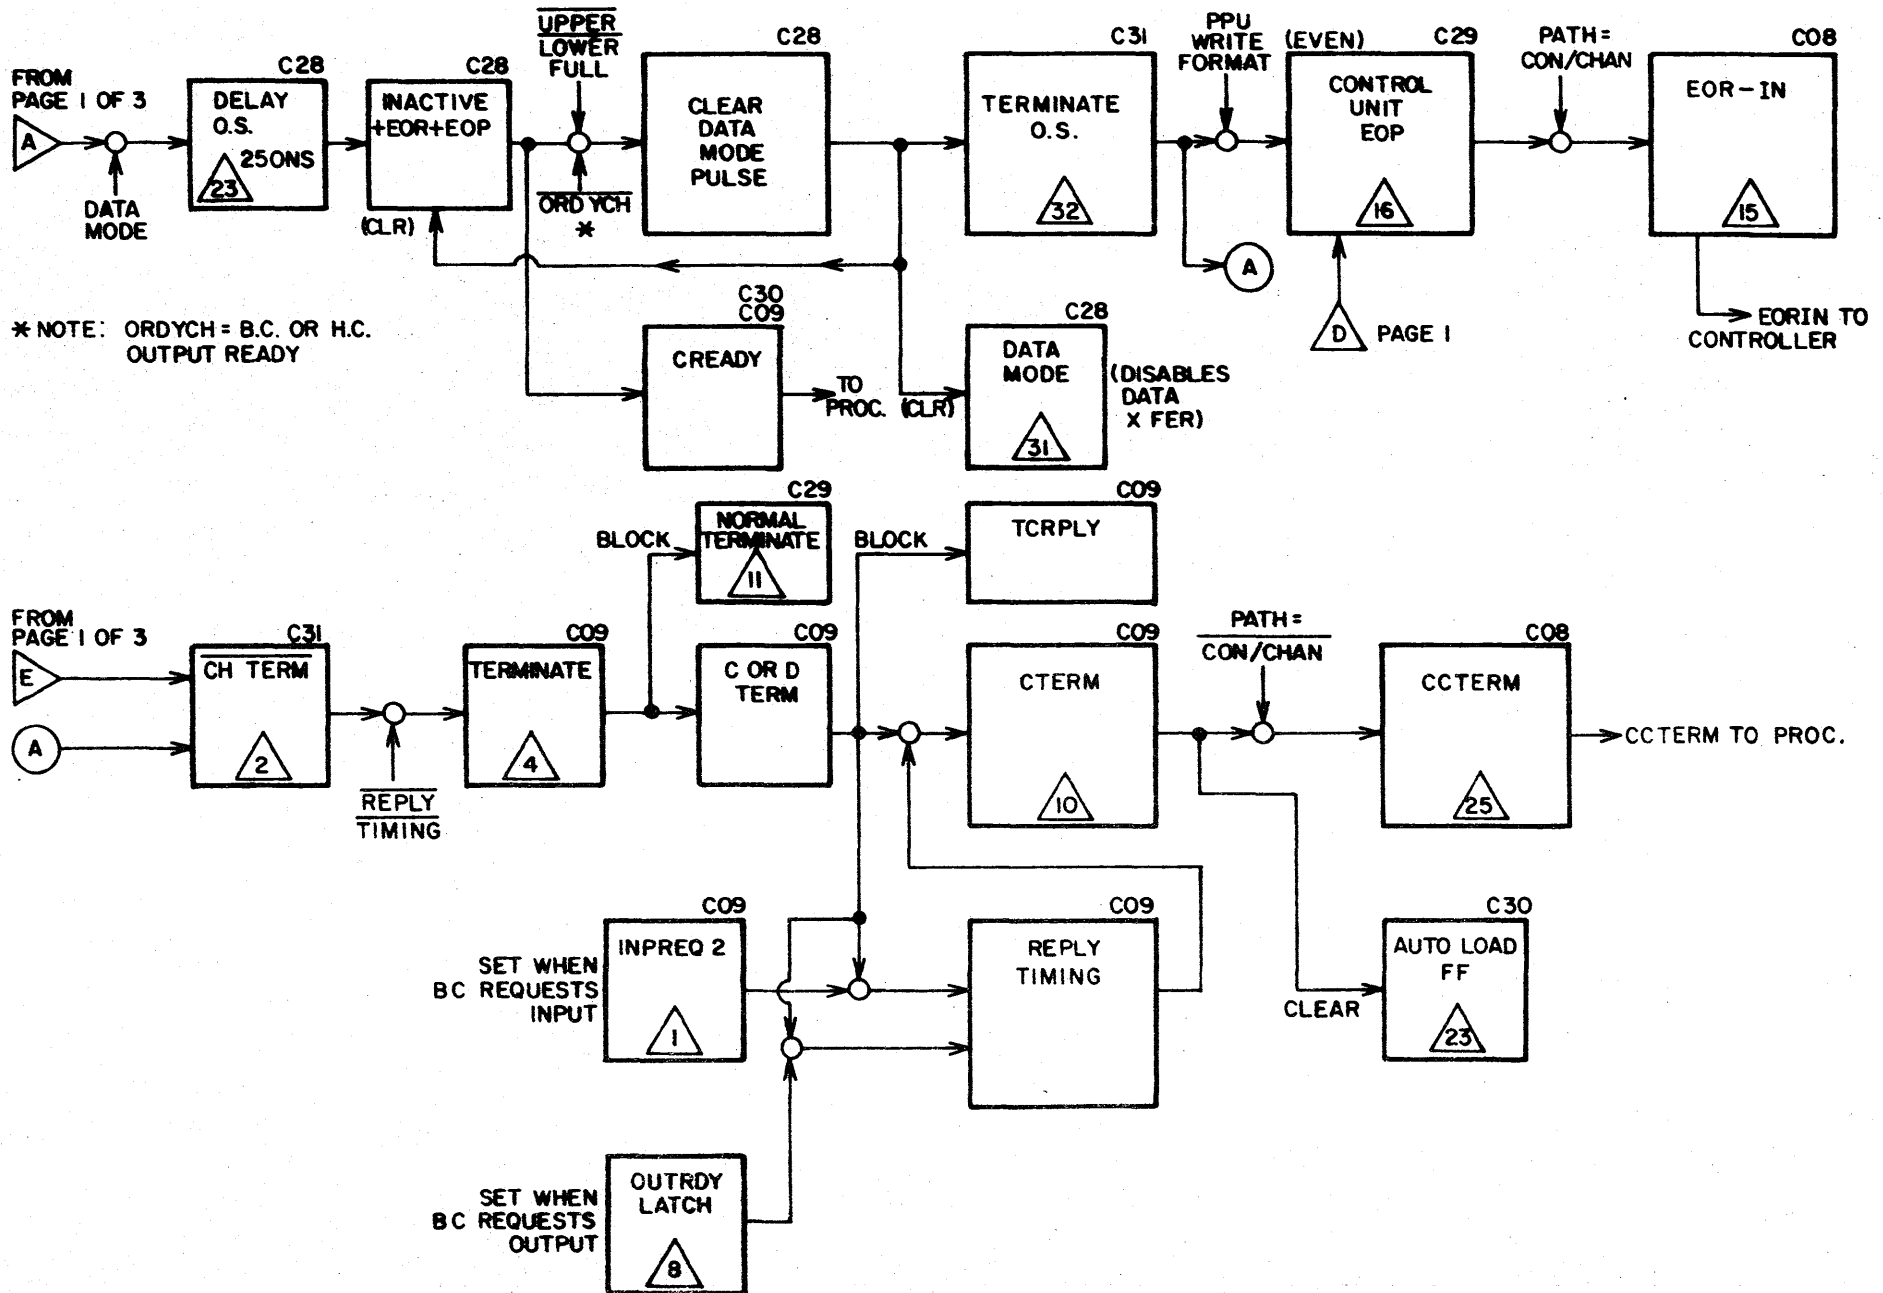 FROM
PAGE 1 OF 3
A
DATA
MODE
C28
DELAY
O.S.
250NS
23
C28
INACTIVE
+EOR+EOP
(CLR)
UPPER
LOWER
FULL
ORDYCH
*
C28
CLEAR
DATA
MODE
PULSE
C31
TERMINATE
O.S.
32
PPU
WRITE
FORMAT
(EVEN)
C29
CONTROL
UNIT
EOP
16
A
D
PAGE 1
PATH =
CON/CHAN
C08
EOR-IN
15
EORIN TO
CONTROLLER
* NOTE: ORDYCH = B.C. OR H.C.
OUTPUT READY
C30
C09
CREADY
TO
PROC.
(CLR)
C28
DATA
MODE
31
(DISABLES
DATA
X FER)
BLOCK
C29
NORMAL
TERMINATE
11
BLOCK
C09
TCRPLY
FROM
PAGE 1 OF 3
E
A
C31
CH TERM
2
REPLY
TIMING
C09
TERMINATE
4
C09
C OR D
TERM
C09
CTERM
10
PATH =
CON/CHAN
C08
CCTERM
25
CCTERM TO PROC.
SET WHEN
BC REQUESTS
INPUT
C09
INPREQ 2
1
C09
REPLY
TIMING
CLEAR
C30
AUTO LOAD
FF
23
SET WHEN
BC REQUESTS
OUTPUT
OUTRDY
LATCH
8